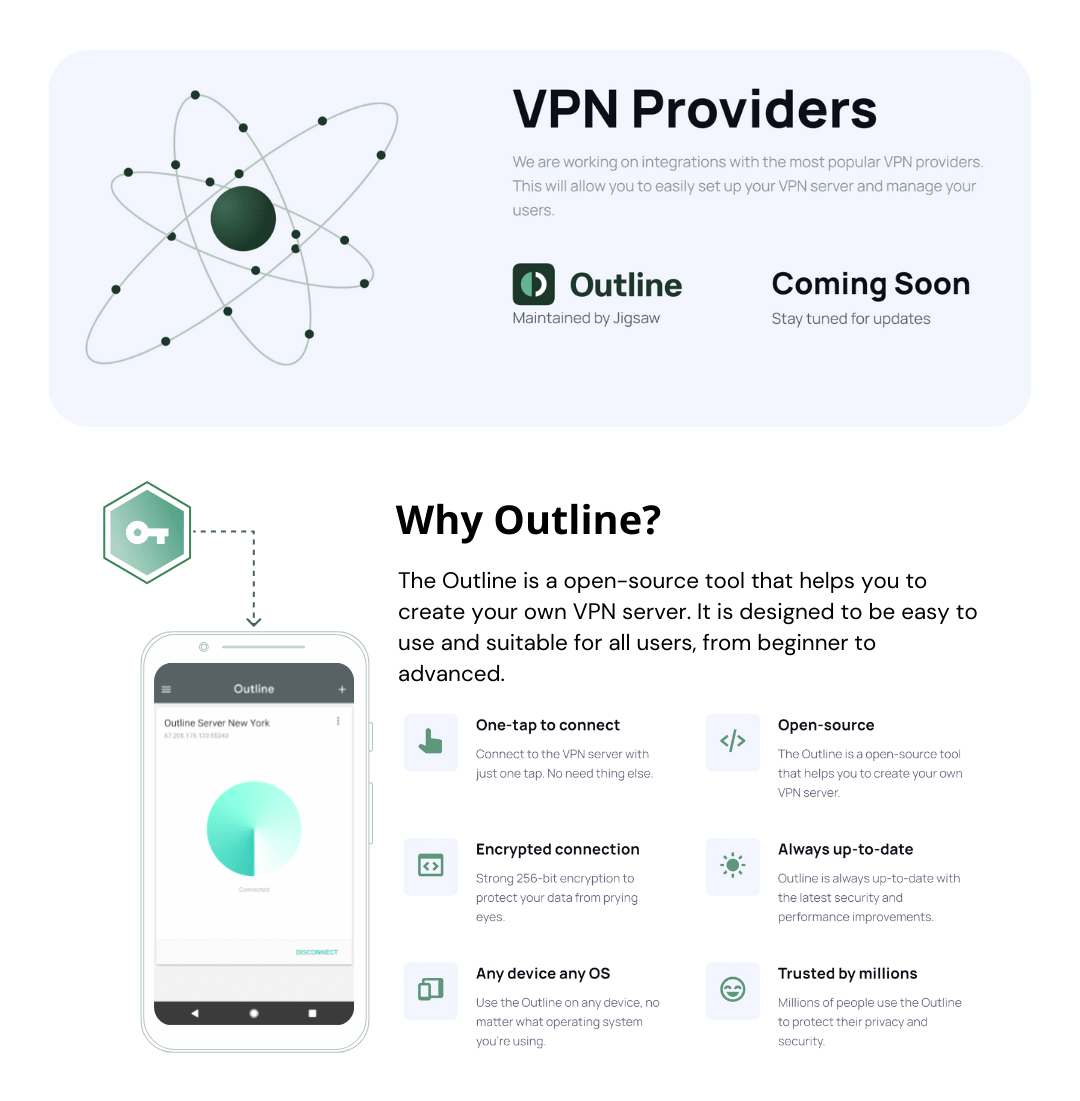 VPN Providers
We are working on integrations with the most popular VPN providers.
This will allow you to easily set up your VPN server and manage your
users.
Outline
Maintained by Jigsaw
Coming Soon
Stay tuned for updates
Why Outline?
The Outline is a open-source tool that helps you to
create your own VPN server. It is designed to be easy to
use and suitable for all users, from beginner to
advanced.
Outline
Outline Server New York
Connected
DISCONNECT
One-tap to connect
Connect to the VPN server with
just one tap. No need thing else.
Open-source
The Outline is a open-source tool
that helps you to create your own
VPN server.
Encrypted connection
Strong 256-bit encryption to
protect your data from prying
eyes.
Always up-to-date
Outline is always up-to-date with
the latest security and
performance improvements.
Any device any OS
Use the Outline on any device, no
matter what operating system
you're using.
Trusted by millions
Millions of people use the Outline
to protect their privacy and
security.